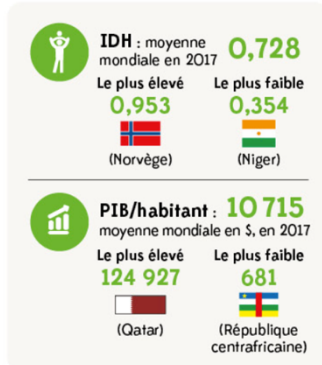 IDH : moyenne
mondiale en 2017 0,728
Le plus élevé Le plus faible
0,953 0,354
(Norvège) (Niger)
PIB/habitant : 10 715
moyenne mondiale en $, en 2017
Le plus élevé Le plus faible
124 927 681
(Qatar) (République
centrafricaine)